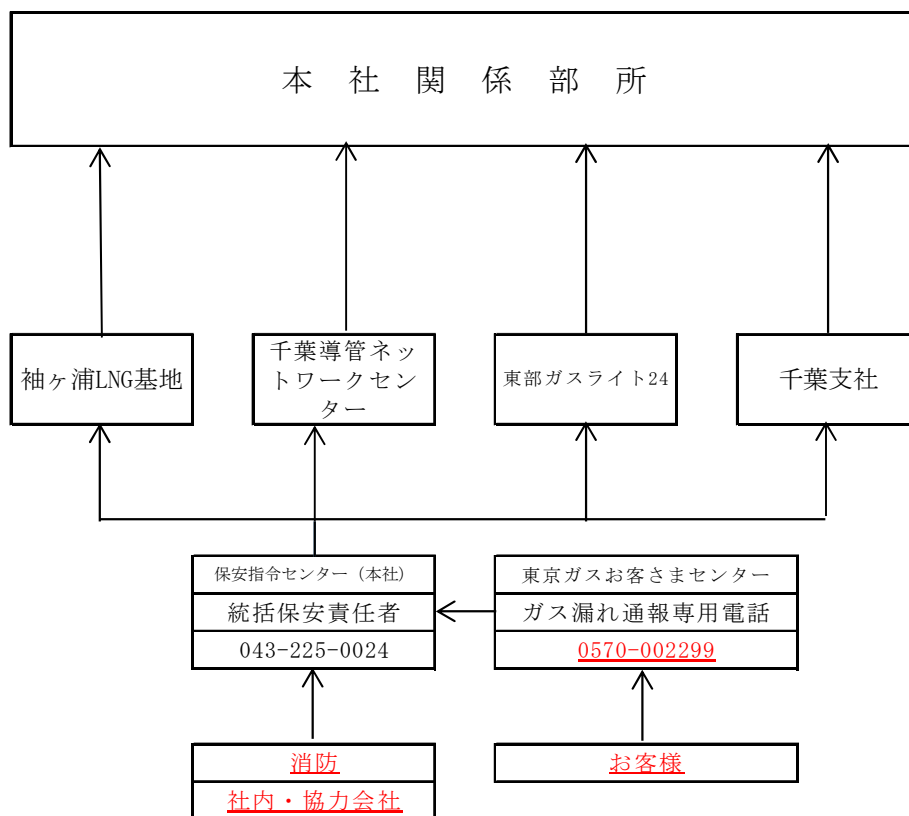 本社関係部所
袖ヶ浦LNG基地
千葉導管ネッ
トワークセン
ター
東部ガスライト24
千葉支社
保安指令センター（本社）
統括保安責任者
043-225-0024
東京ガスお客さまセンター
ガス漏れ通報専用電話
0570-002299
消防
社内・協力会社
お客様